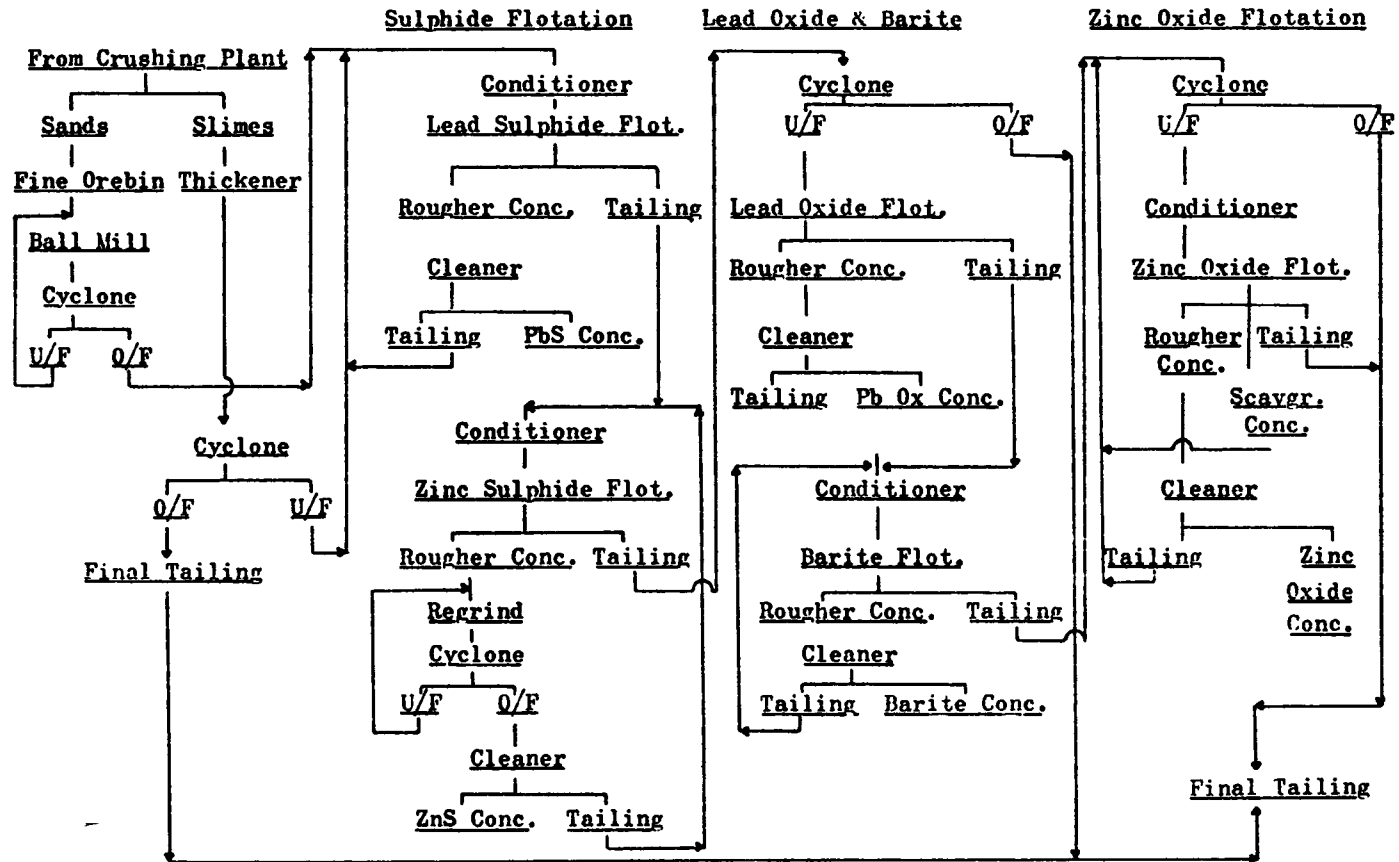 Sulphide Flotation
Lead Oxide & Barite
Zinc Oxide Flotation
From Crushing Plant
Sands
Slimes
Fine Orebin
Thickener
Ball Mill
Cyclone
U/F
O/F
Cyclone
O/F
U/F
Final Tailing
Conditioner
Lead Sulphide Flot.
Rougher Conc.
Tailing
Cleaner
Tailing
PbS Conc.
Conditioner
Zinc Sulphide Flot.
Rougher Conc.
Tailing
Regrind
Cyclone
U/F
O/F
Cleaner
ZnS Conc.
Tailing
Cyclone
U/F
O/F
Lead Oxide Flot.
Rougher Conc.
Tailing
Cleaner
Tailing
Pb Ox Conc.
Conditioner
Barite Flot.
Rougher Conc.
Tailing
Cleaner
Tailing
Barite Conc.
Cyclone
U/F
O/F
Conditioner
Zinc Oxide Flot.
Rougher
Conc.
Tailing
Scavgr.
Conc.
Cleaner
Tailing
Zinc
Oxide
Conc.
Final Tailing